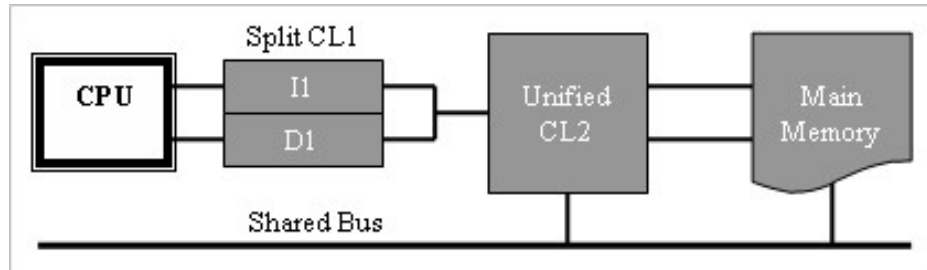 Split CL1
CPU
I1
D1
Unified
CL2
Main
Memory
Shared Bus